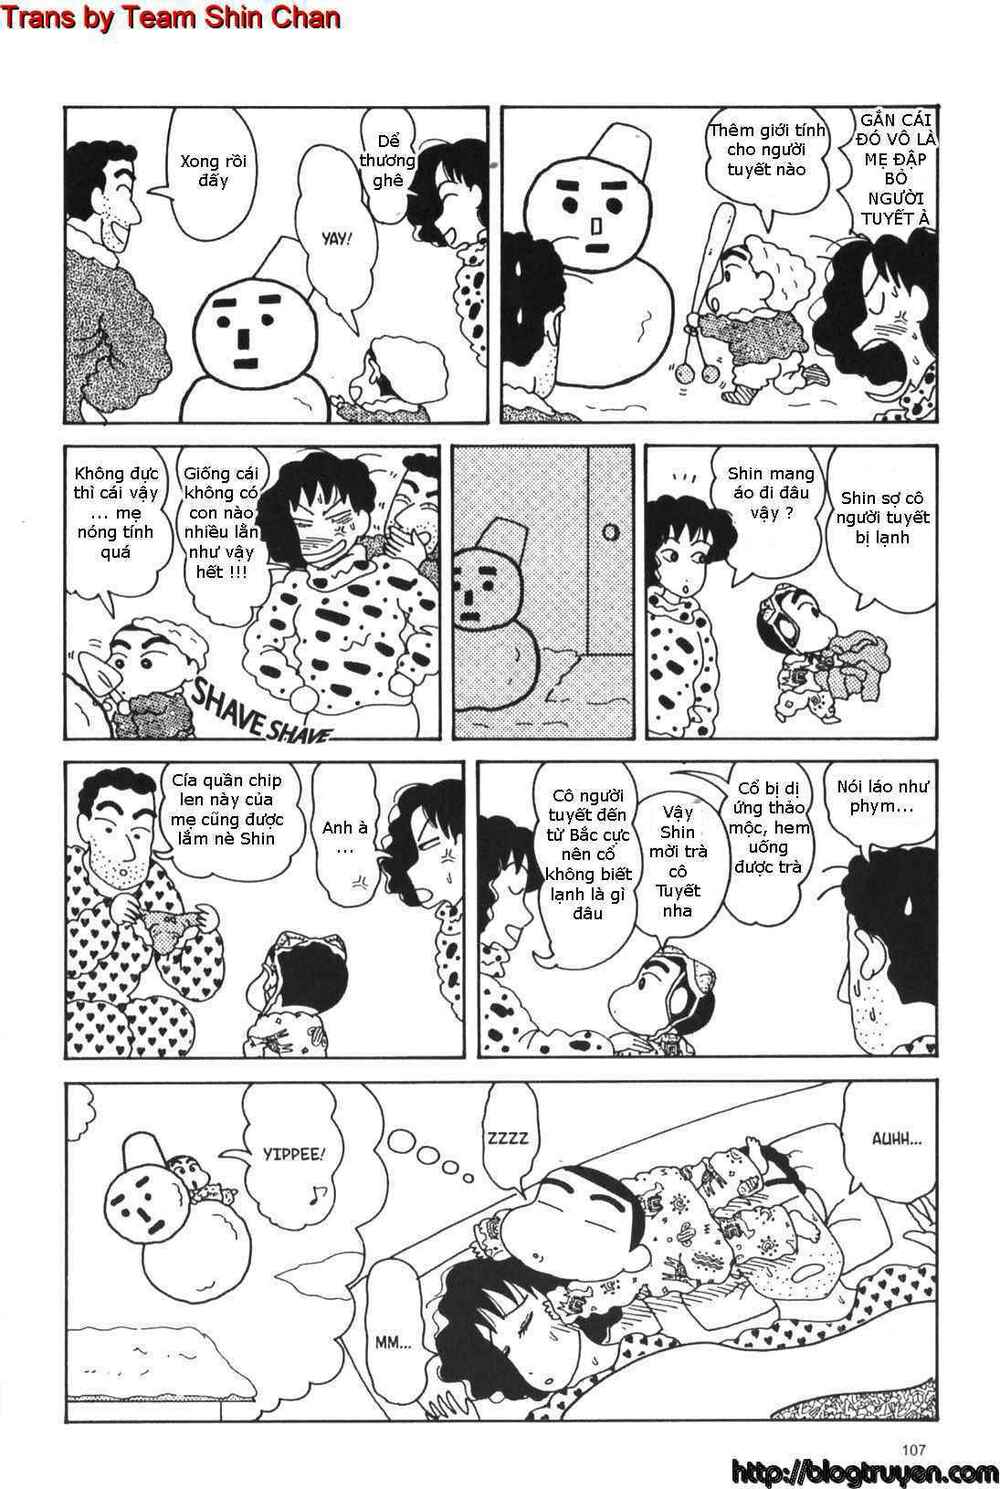 Trans by Team Shin Chan
Xong rồi
đấy
YAY!
Dể
thương
ghê
Thêm giới tính
cho người
tuyết nào
GẮN CÁI
ĐÓ VÔ LÀ
MẸ ĐẬP
BỎ
NGƯỜI
TUYẾT À
Không đực
thì cái vậy
... mẹ
nóng tính
quá
Giống cái
không có
con nào
nhiều lằn
như vậy
hết !!!
SHAVE SHAVE
Shin mang
áo đi đâu
vậy ?
Shin sợ cô
người tuyết
bị lạnh
Cía quần chip
len này của
mẹ cũng được
lắm nè Shin
Anh à
...
Cô người
tuyết đến
từ Bắc cực
nên cổ
không biết
lạnh là gì
đâu
Vậy
Shin
mời trà
cô
Tuyết
nha
Cổ bị dị
ứng thảo
mộc, hem
uống
được trà
Nói láo như
phym...
YIPPEE!
ZZZZ
AUHH...
MM...
107
http://blogtruyen.com